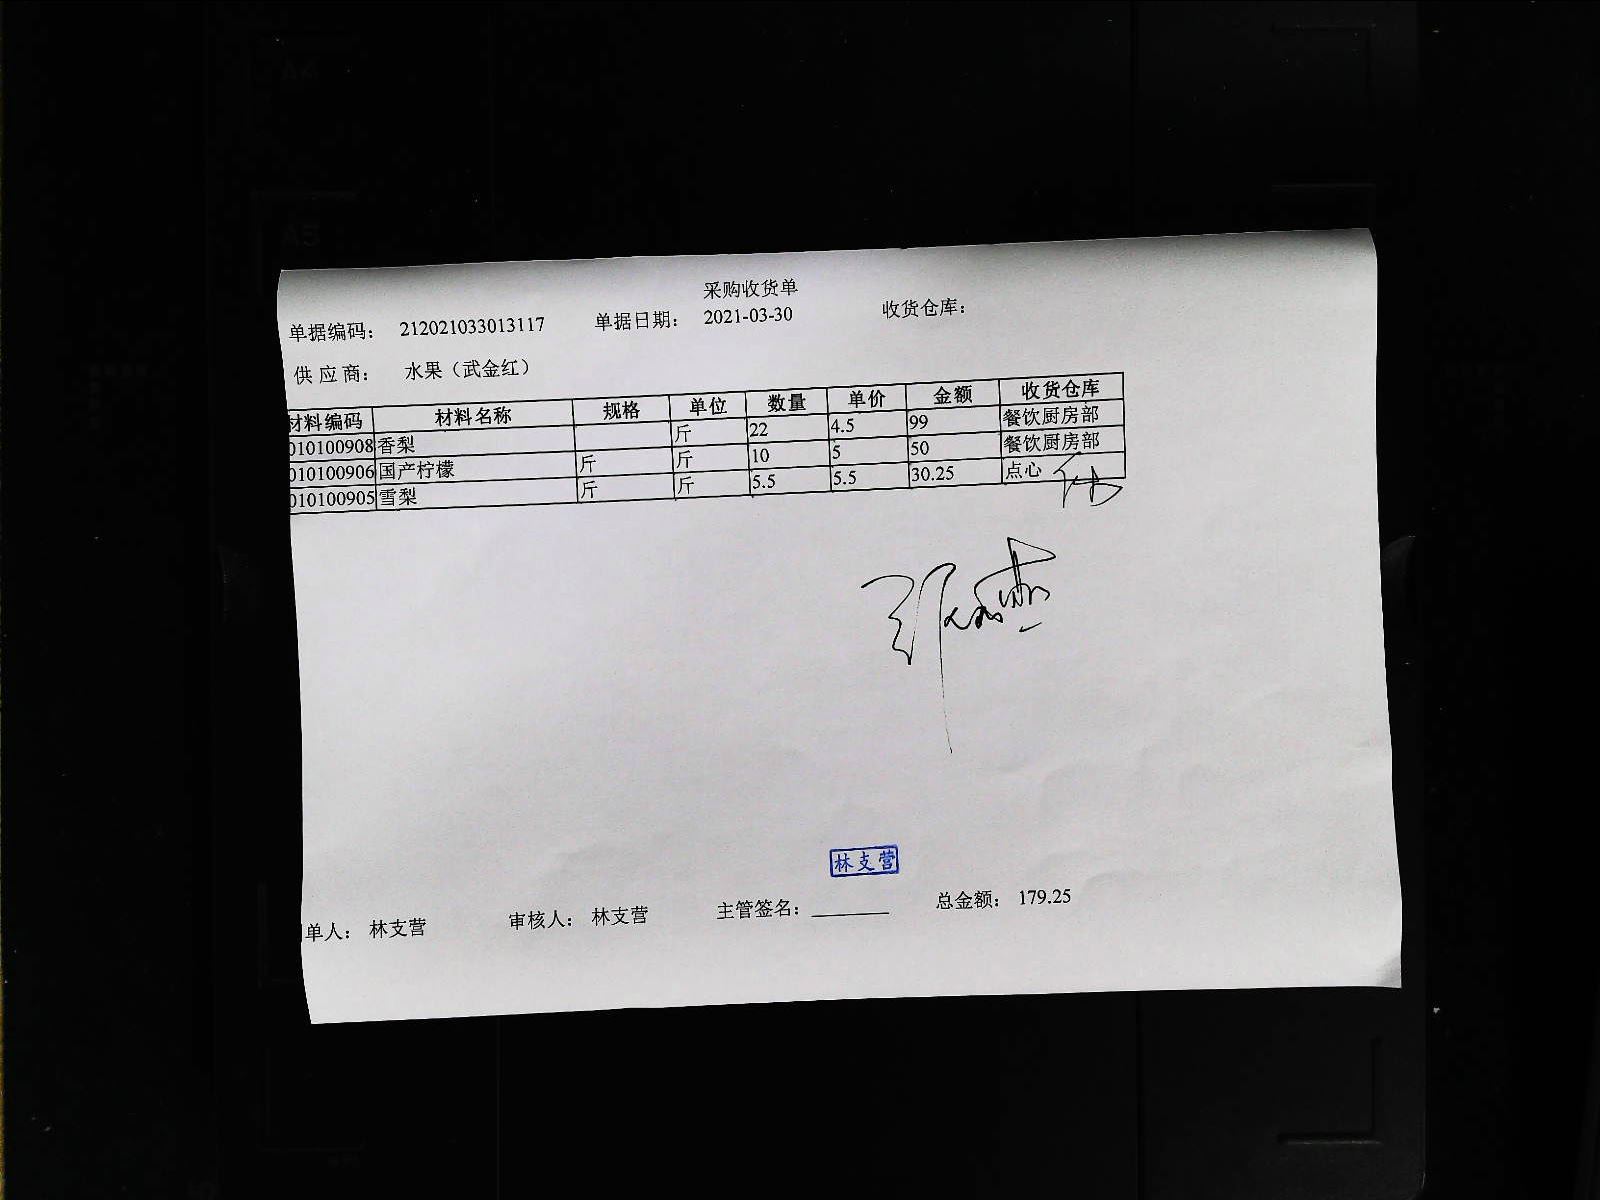 采购收货单
单据编码： 212021033013117 单据日期： 2021-03-30 收货仓库：
供应商： 水果（武金红）
材料编码 材料名称 规格 单位 数量 单价 金额 收货仓库
010100908 香梨 斤 22 4.5 99 餐饮厨房部
010100906 国产柠檬 斤 斤 10 5 50 餐饮厨房部
010100905 雪梨 斤 斤 5.5 5.5 30.25 点心
林支营
单人： 林支营 审核人： 林支营 主管签名： 总金额： 179.25